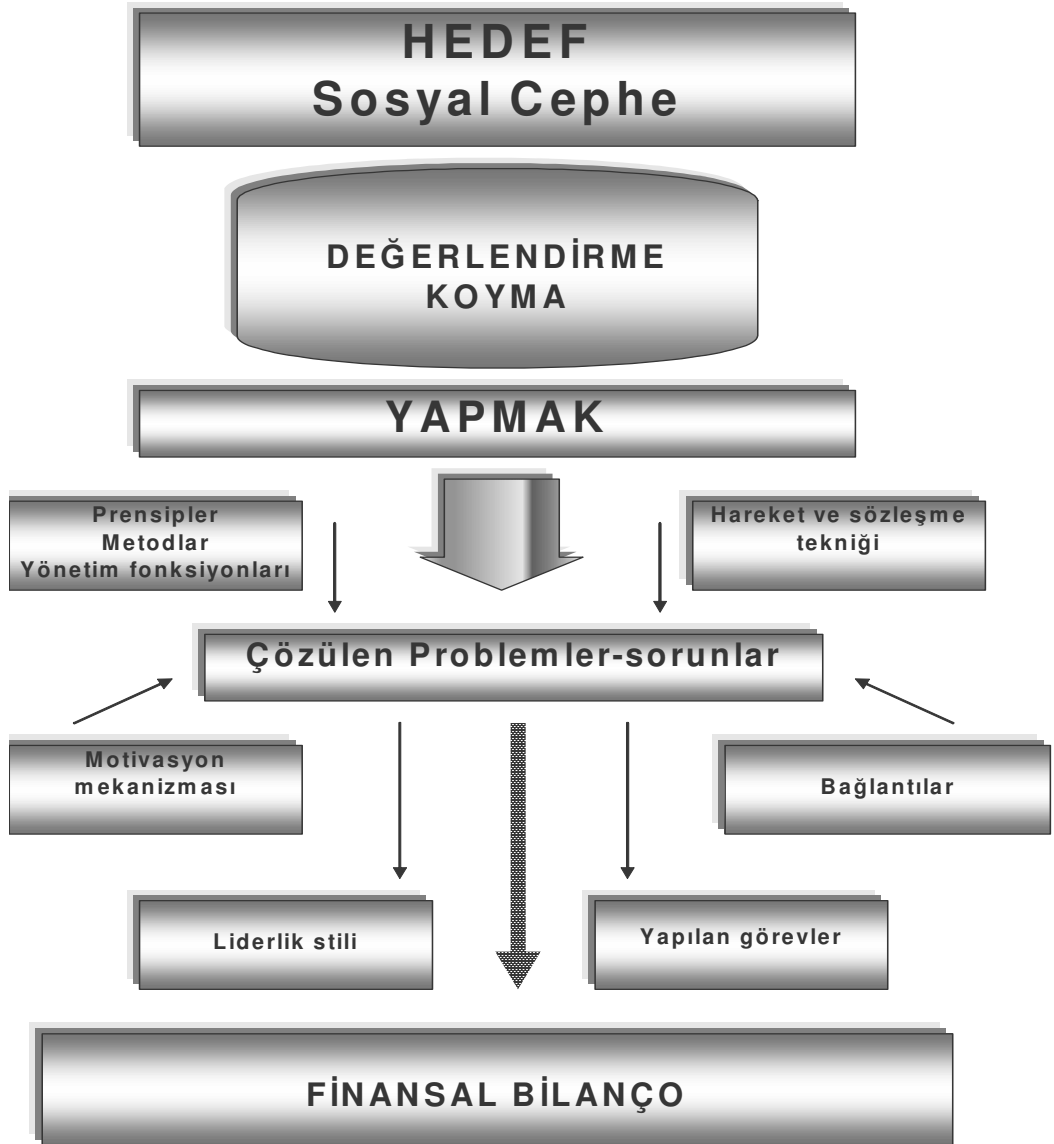 HEDEF
Sosyal Cephe
DEĞERLENDİRME
KOYMA
YAPMAK
Prensipler
Metodlar
Yönetim fonksiyonları
Hareket ve sözleşme
tekniği
Çözülen Problemler-sorunlar
Motivasyon
mekanizması
Bağlantılar
Liderlik stili
Yapılan görevler
FİNANSAL BİLANÇO